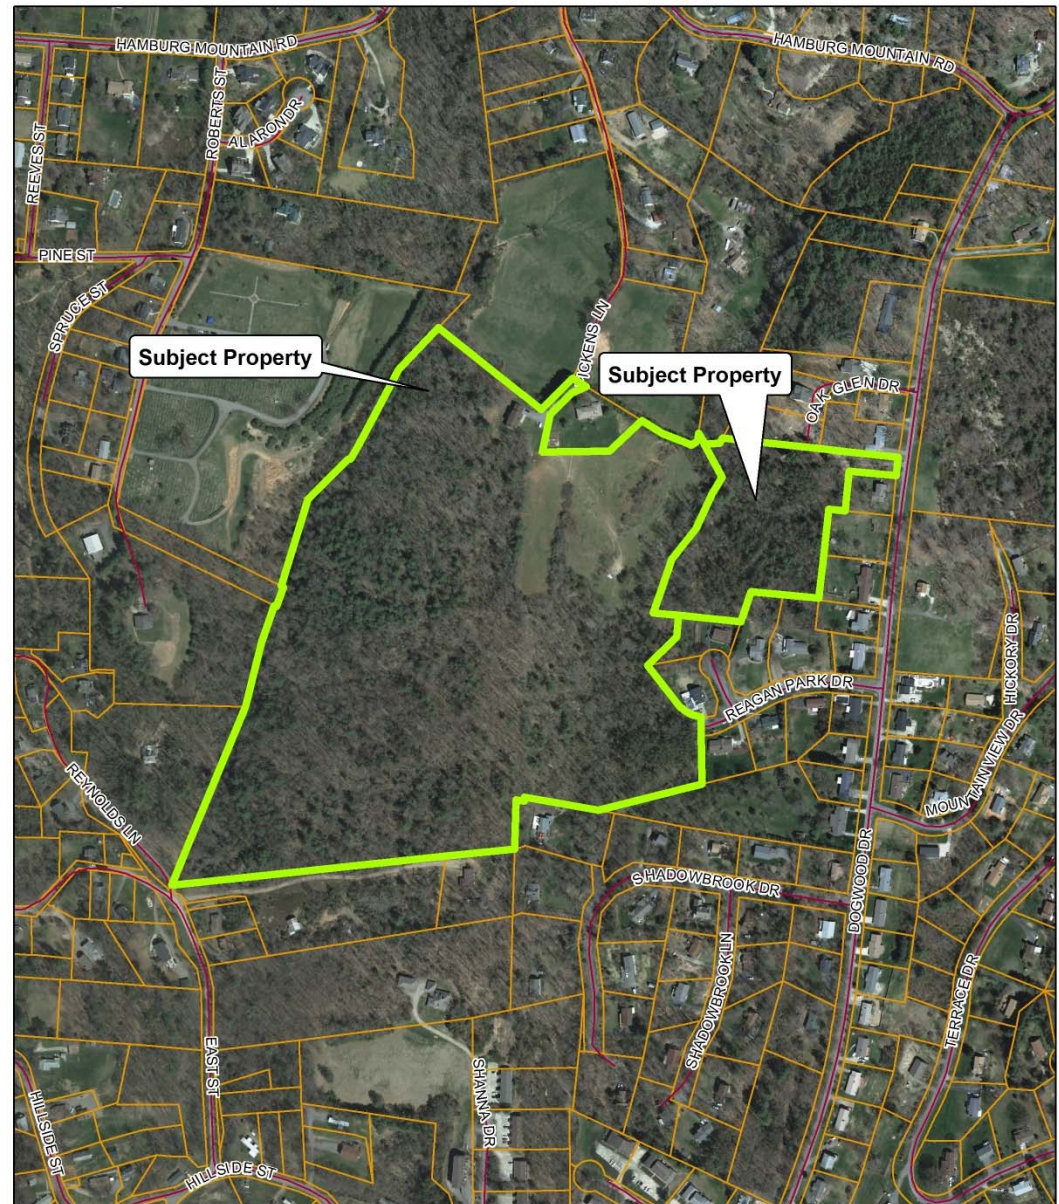 HAMBURG MOUNTAIN RD
HAMBURG MOUNTAIN RD
REEVES ST
ROBERTS ST
ALARON DR
PINE ST
SPRUCE ST
ICKENS LN
Subject Property
Subject Property
OAK GLEN DR
REAGAN PARK DR
HICKORY DR
MOUNTAIN VIEW DR
REYNOLDS LN
SHADOWBROOK DR
DOGWOOD DR
SHADOWBROOK LN
TERRACE DR
EAST ST
SHANNA DR
HILLSIDE ST
HILLSIDE ST